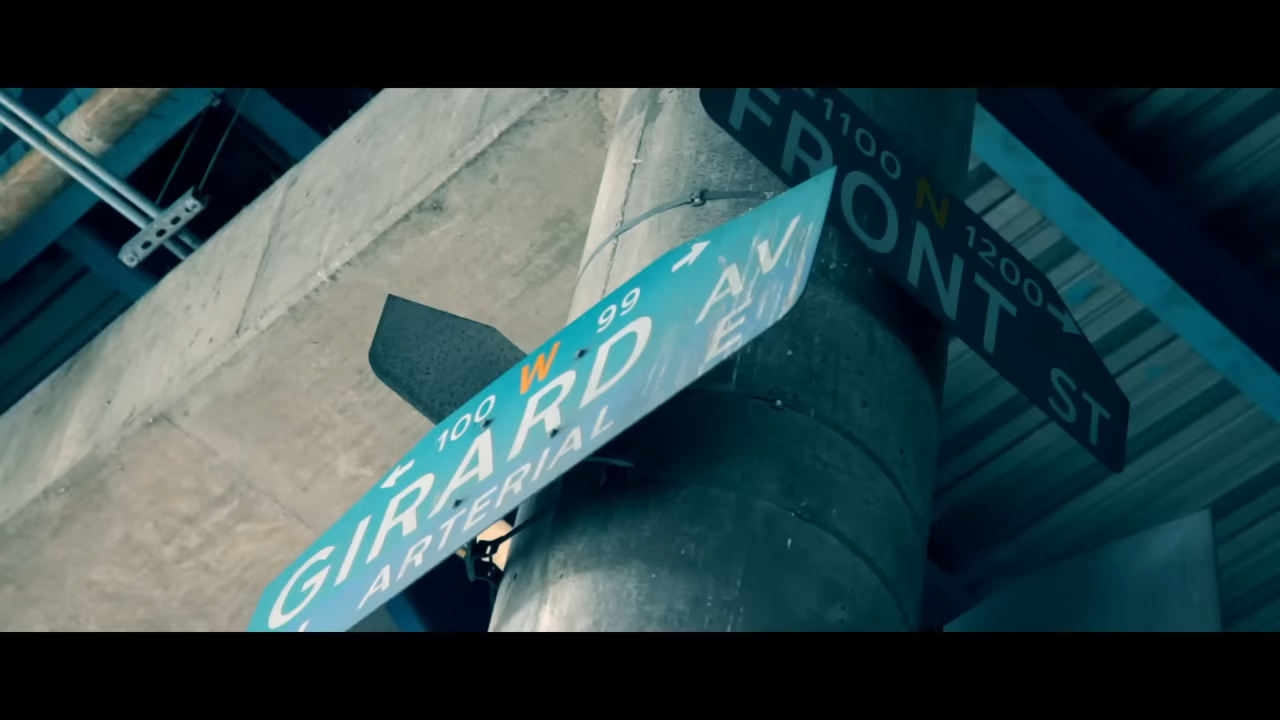 ← 100 W 99 →
GIRARD AVE
ARTERIAL
← 1100 N 1200 →
FRONT ST